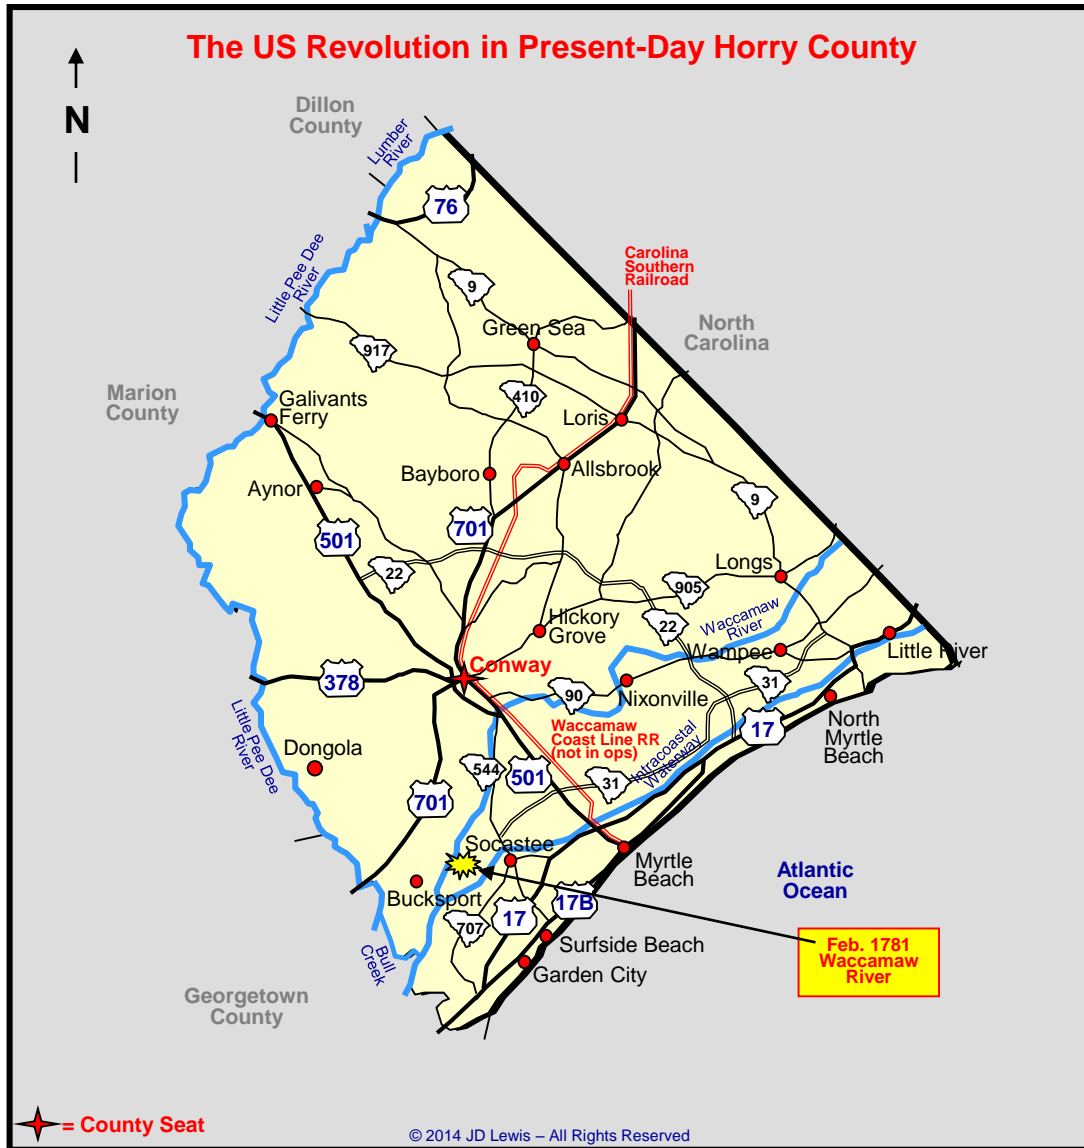 The US Revolution in Present-Day Horry County
N
Dillon
County
Lumber
River
76
Little Pee Dee
River
Carolina
Southern
Railroad
9
Green Sea
North
Carolina
917
Marion
County
Galivants
Ferry
410
Loris
Bayboro
Allsbrook
Aynor
9
501
701
22
Longs
905
Hickory
Grove
22
Waccamaw
River
Wampee
Little River
Conway
378
90
Nixonville
31
North
Myrtle
Beach
17
Little Pee Dee
River
Waccamaw
Coast Line RR
(not in ops)
Intracoastal
Waterway
Dongola
544
501
31
701
Socastee
Myrtle
Beach
Atlantic
Ocean
Bucksport
17B
17
707
Surfside Beach
Feb. 1781
Waccamaw
River
Bull
Creek
Garden City
Georgetown
County
= County Seat
© 2014 JD Lewis – All Rights Reserved